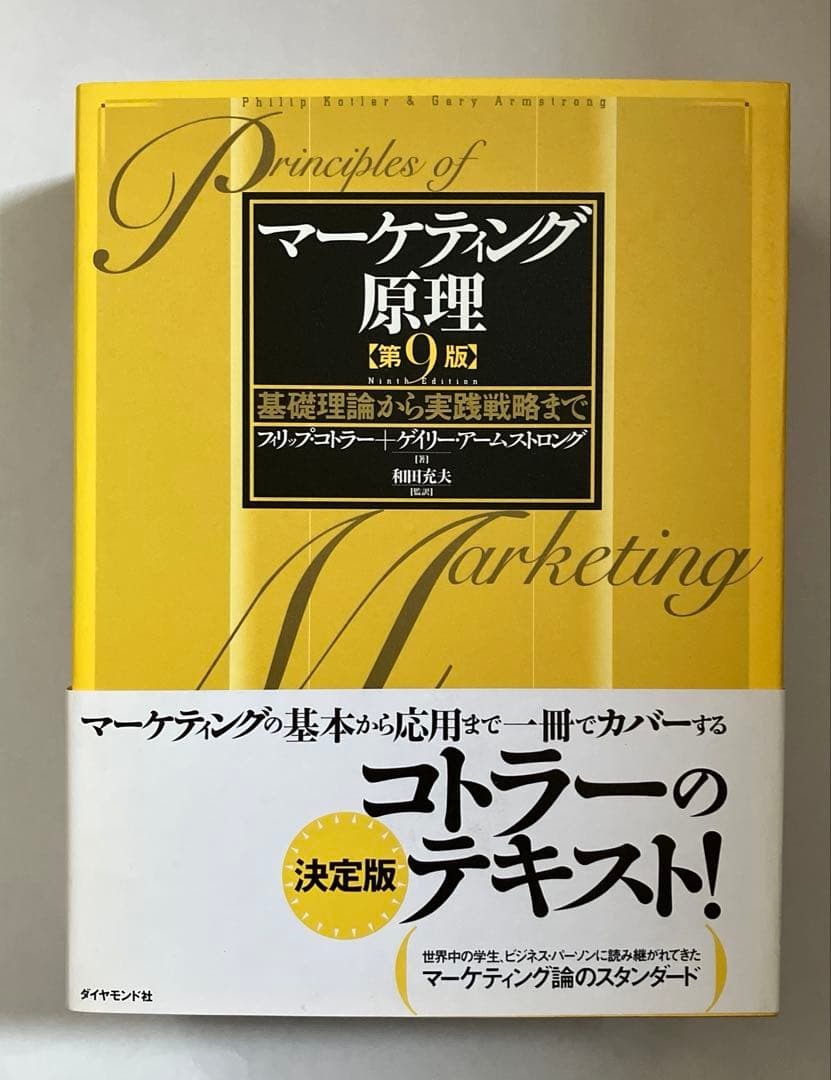 Philip Kotler & Gary Armstrong
Principles of
マーケティング
原理
【第9版】
Ninth Edition
基礎理論から実践戦略まで
フィリップ・コトラー+ゲイリー・アームストロング
[著]
和田充夫
[監訳]
Marketing
マーケティングの基本から応用まで一冊でカバーする
コトラーの
決定版
テキスト!
世界中の学生、ビジネス・パーソンに読み継がれてきた
マーケティング論のスタンダード
ダイヤモンド社